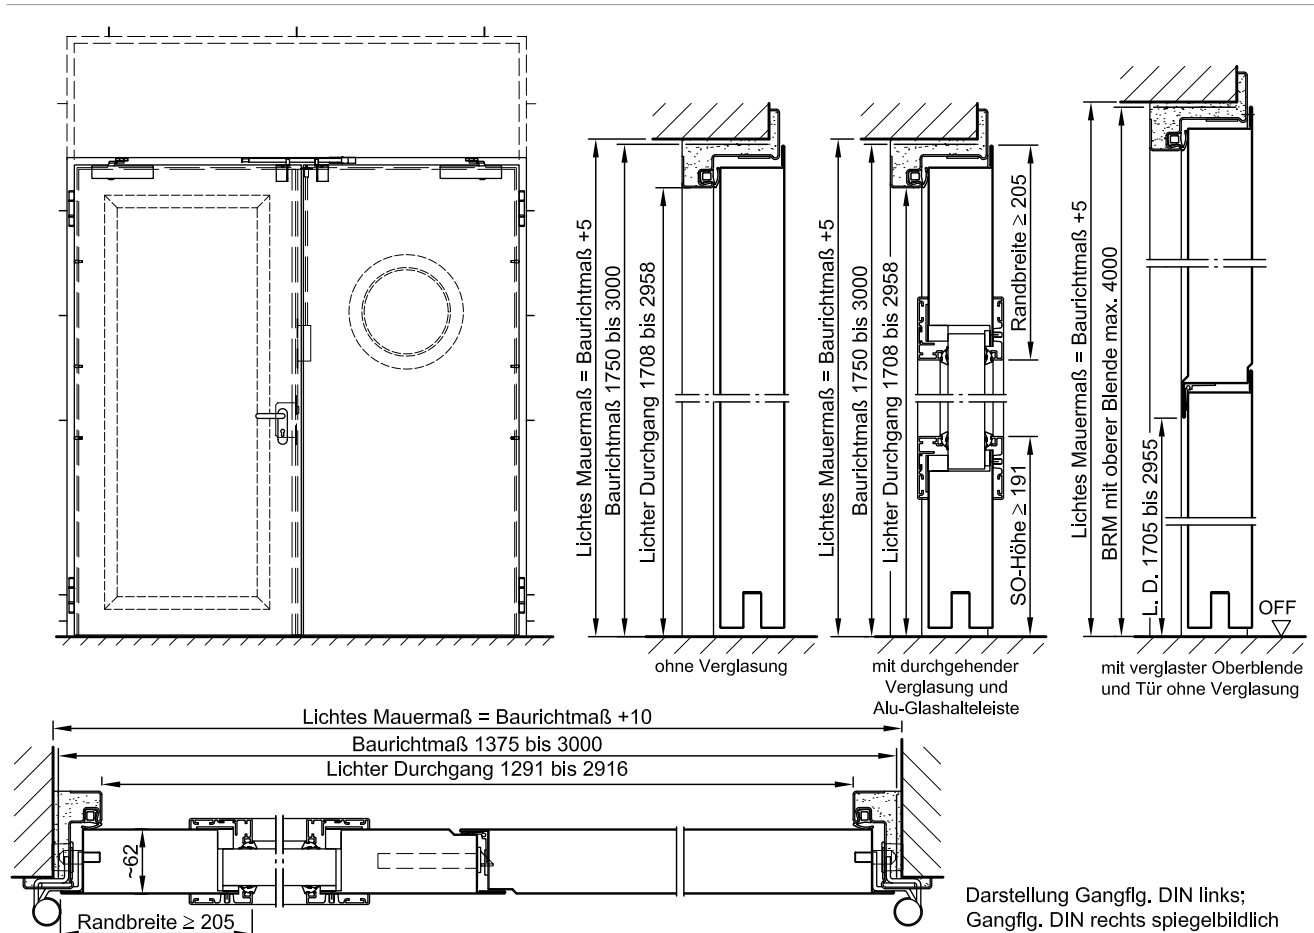 Lichtes Mauermaß = Baurichtmaß +5
Baurichtmaß 1750 bis 3000
Lichter Durchgang 1708 bis 2958
ohne Verglasung
Lichtes Mauermaß = Baurichtmaß +5
Baurichtmaß 1750 bis 3000
Lichter Durchgang 1708 bis 2958
Randbreite ≥ 205
SO-Höhe ≥ 191
mit durchgehender
Verglasung und
Alu-Glashalteleiste
Lichtes Mauermaß = Baurichtmaß +5
BRM mit oberer Blende max. 4000
L. D. 1705 bis 2955
OFF
mit verglaster Oberblende
und Tür ohne Verglasung
Lichtes Mauermaß = Baurichtmaß +10
Baurichtmaß 1375 bis 3000
Lichter Durchgang 1291 bis 2916
~62
Randbreite ≥ 205
Darstellung Gangflg. DIN links;
Gangflg. DIN rechts spiegelbildlich